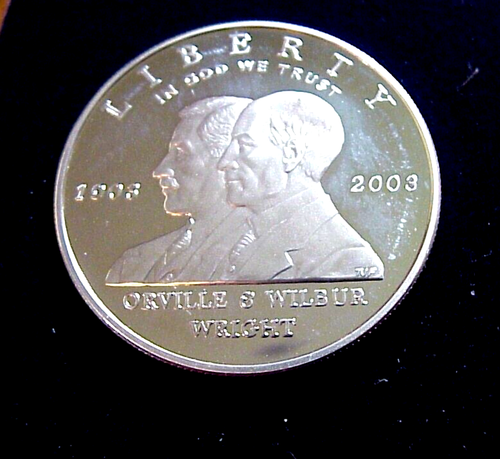 LIBERTY
IN GOD WE TRUST
1903
2003
ORVILLE & WILBUR
WRIGHT